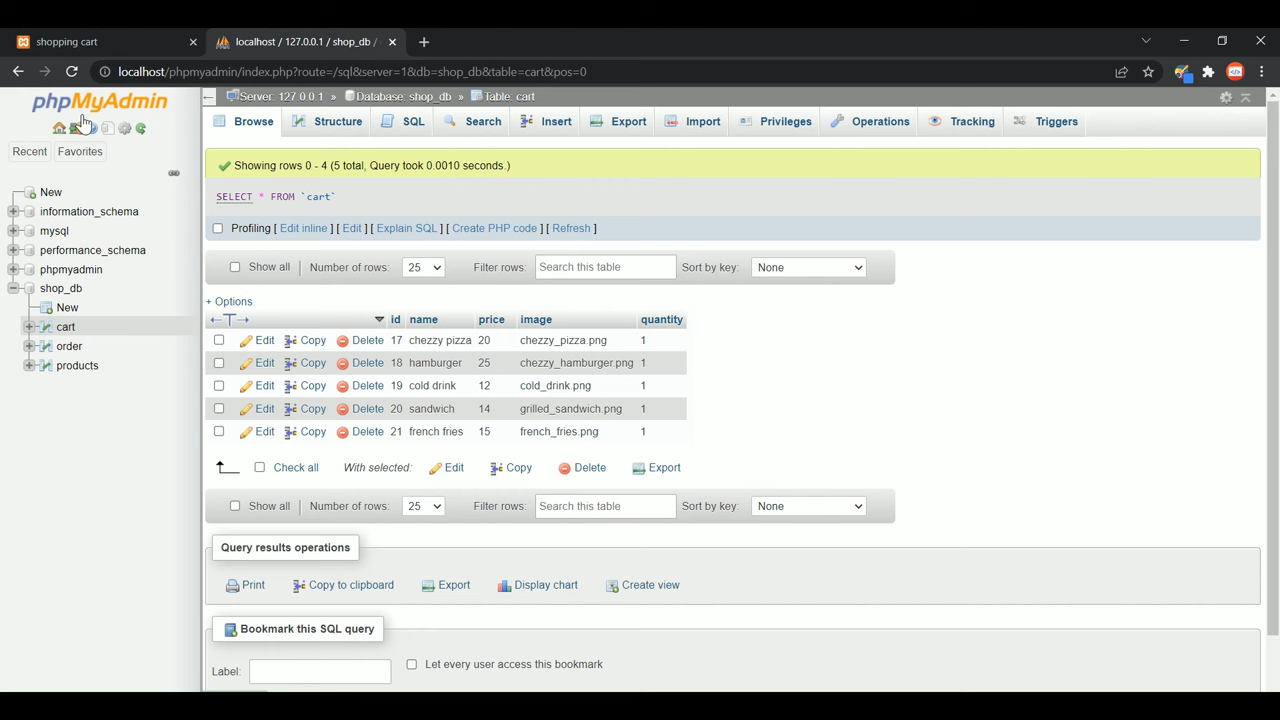 shopping cart
localhost / 127.0.0.1 / shop_db /
localhost/phpmyadmin/index.php?route=/sql&server=1&db=shop_db&table=cart&pos=0
phpMyAdmin
Server: 127.0.0.1 » Database: shop_db » Table: cart
Browse Structure SQL Search Insert Export Import Privileges Operations Tracking Triggers
Recent Favorites
New
information_schema
mysql
performance_schema
phpmyadmin
shop_db
New
cart
order
products
Showing rows 0 - 4 (5 total, Query took 0.0010 seconds.)
SELECT * FROM `cart`
Profiling [ Edit inline ] [ Edit ] [ Explain SQL ] [ Create PHP code ] [ Refresh ]
Show all | Number of rows: 25 Filter rows: Search this table Sort by key: None
+ Options
id name price image quantity
Edit Copy Delete 17 chezzy pizza 20 chezzy_pizza.png 1
Edit Copy Delete 18 hamburger 25 chezzy_hamburger.png 1
Edit Copy Delete 19 cold drink 12 cold_drink.png 1
Edit Copy Delete 20 sandwich 14 grilled_sandwich.png 1
Edit Copy Delete 21 french fries 15 french_fries.png 1
Check all With selected: Edit Copy Delete Export
Show all | Number of rows: 25 Filter rows: Search this table Sort by key: None
Query results operations
Print Copy to clipboard Export Display chart Create view
Bookmark this SQL query
Label: Let every user access this bookmark